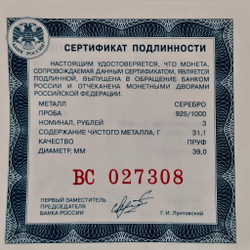 СЕРТИФИКАТ ПОДЛИННОСТИ
НАСТОЯЩИМ УДОСТОВЕРЯЕТСЯ, ЧТО МОНЕТА,
СОПРОВОЖДАЕМАЯ ДАННЫМ СЕРТИФИКАТОМ, ЯВЛЯЕТСЯ
ПОДЛИННОЙ, ВЫПУЩЕНА В ОБРАЩЕНИЕ БАНКОМ
РОССИИ И ОТЧЕКАНЕНА МОНЕТНЫМИ ДВОРАМИ
РОССИЙСКОЙ ФЕДЕРАЦИИ.
МЕТАЛЛ СЕРЕБРО
ПРОБА 925/1000
НОМИНАЛ, РУБЛЕЙ 3
СОДЕРЖАНИЕ ЧИСТОГО МЕТАЛЛА, Г 31,1
КАЧЕСТВО ПРУФ
ДИАМЕТР, ММ 39,0
ВС 027308
ПЕРВЫЙ ЗАМЕСТИТЕЛЬ
ПРЕДСЕДАТЕЛЯ
БАНКА РОССИИ Г.И. Лунтовский